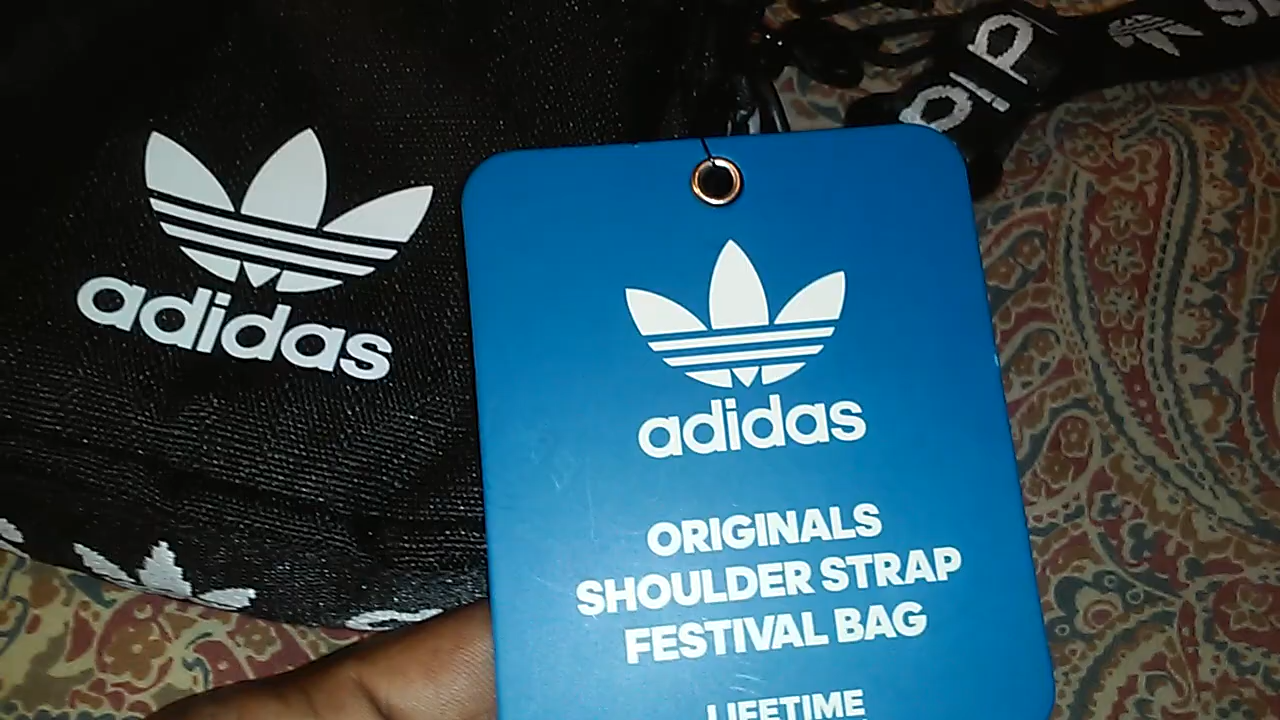 adidas
adidas
ORIGINALS
SHOULDER STRAP
FESTIVAL BAG
LIFETIME